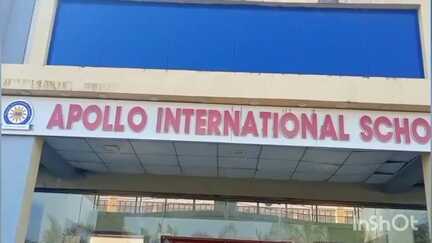 APOLLO INTERNATIONAL SCHO
InShOt